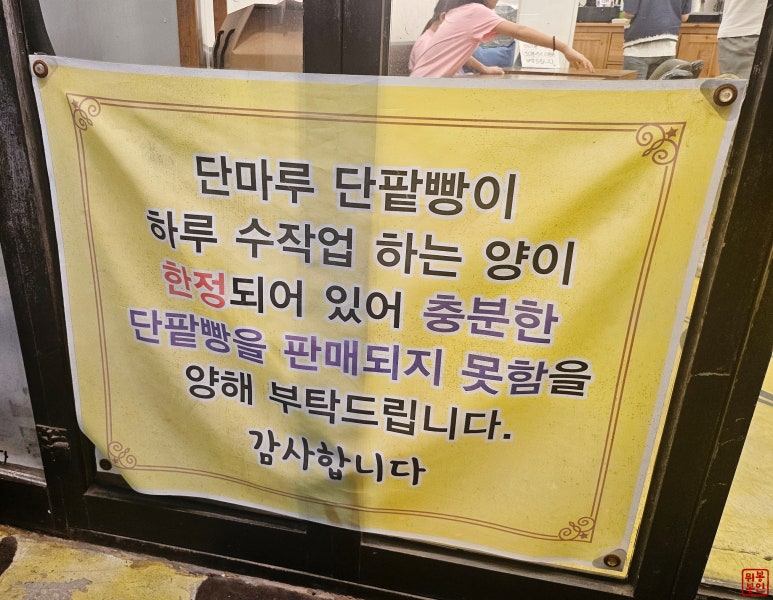 단마루 단팥빵이
하루 수작업 하는 양이
한정되어 있어 충분한
단팥빵을 판매되지 못함을
양해 부탁드립니다.
감사합니다